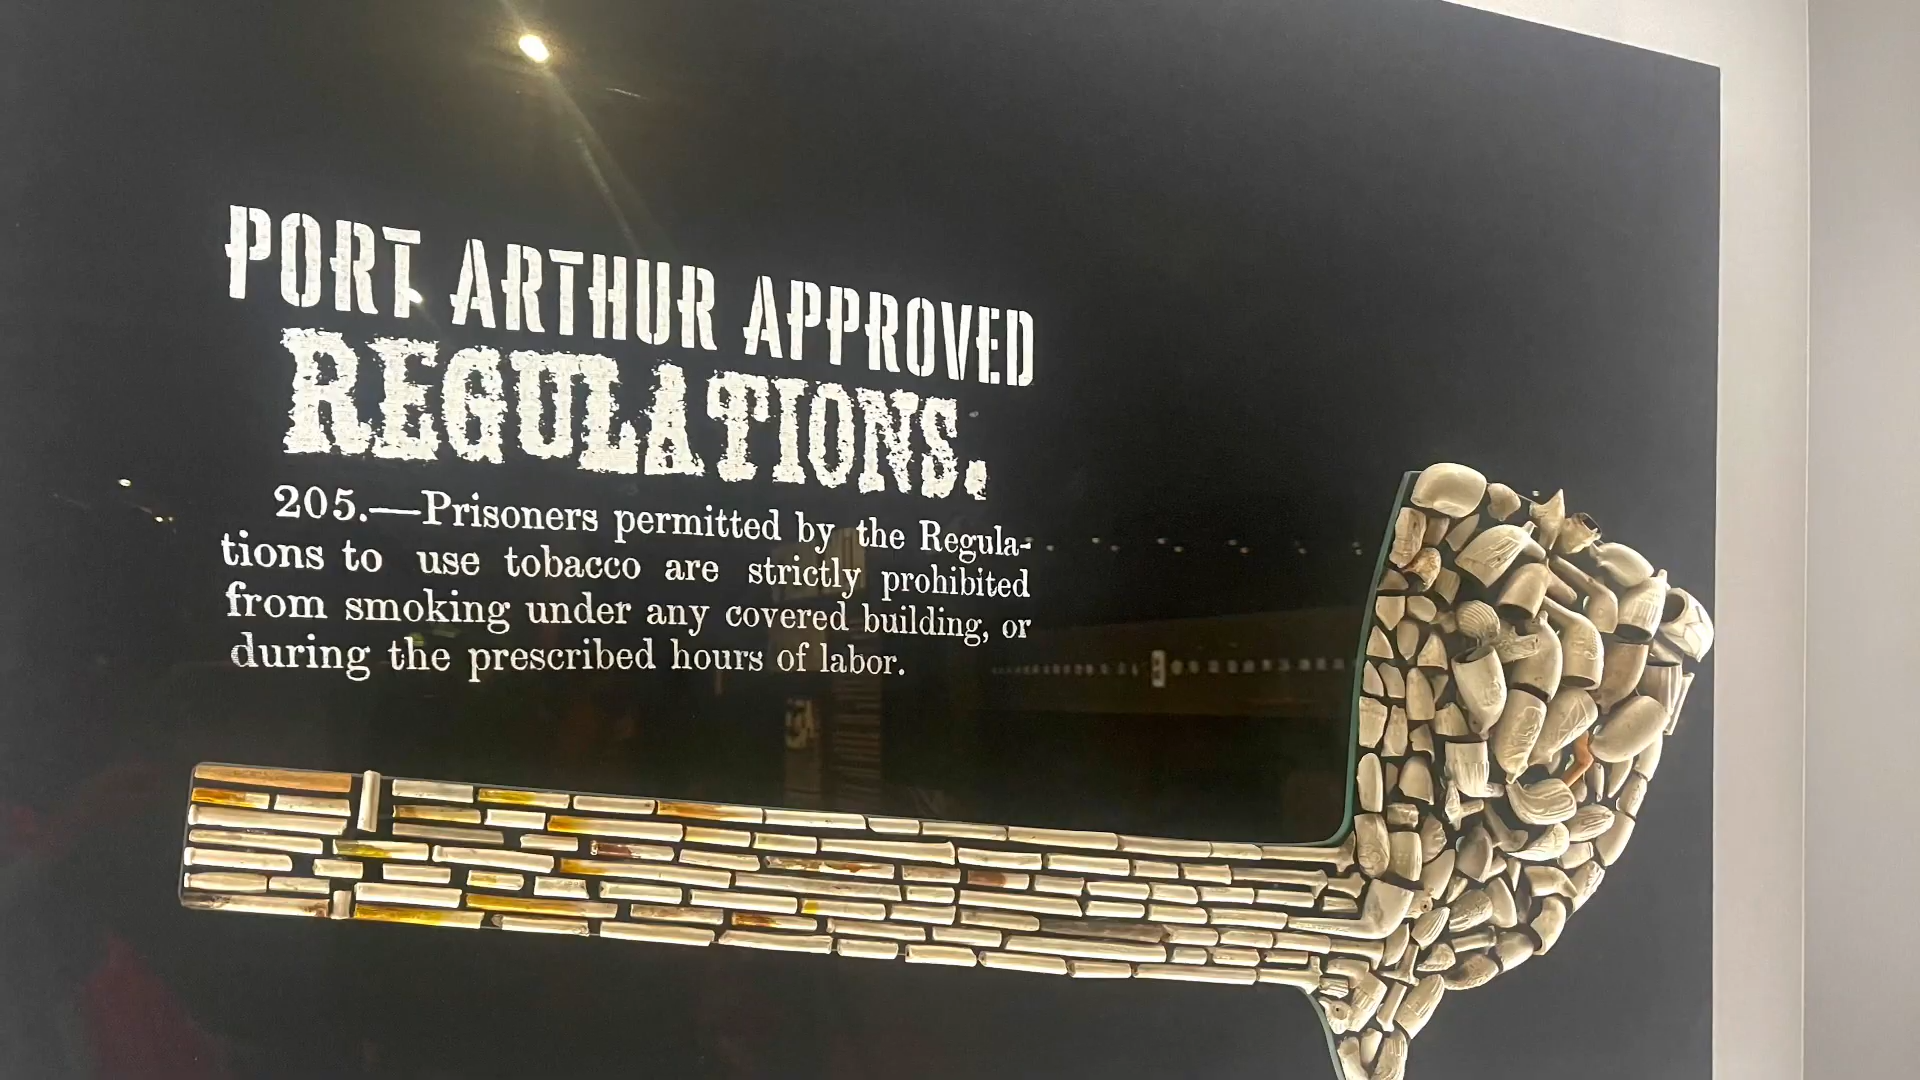 PORT ARTHUR APPROVED
REGULATIONS.
205.—Prisoners permitted by the Regula-
tions to use tobacco are strictly prohibited
from smoking under any covered building, or
during the prescribed hours of labor.